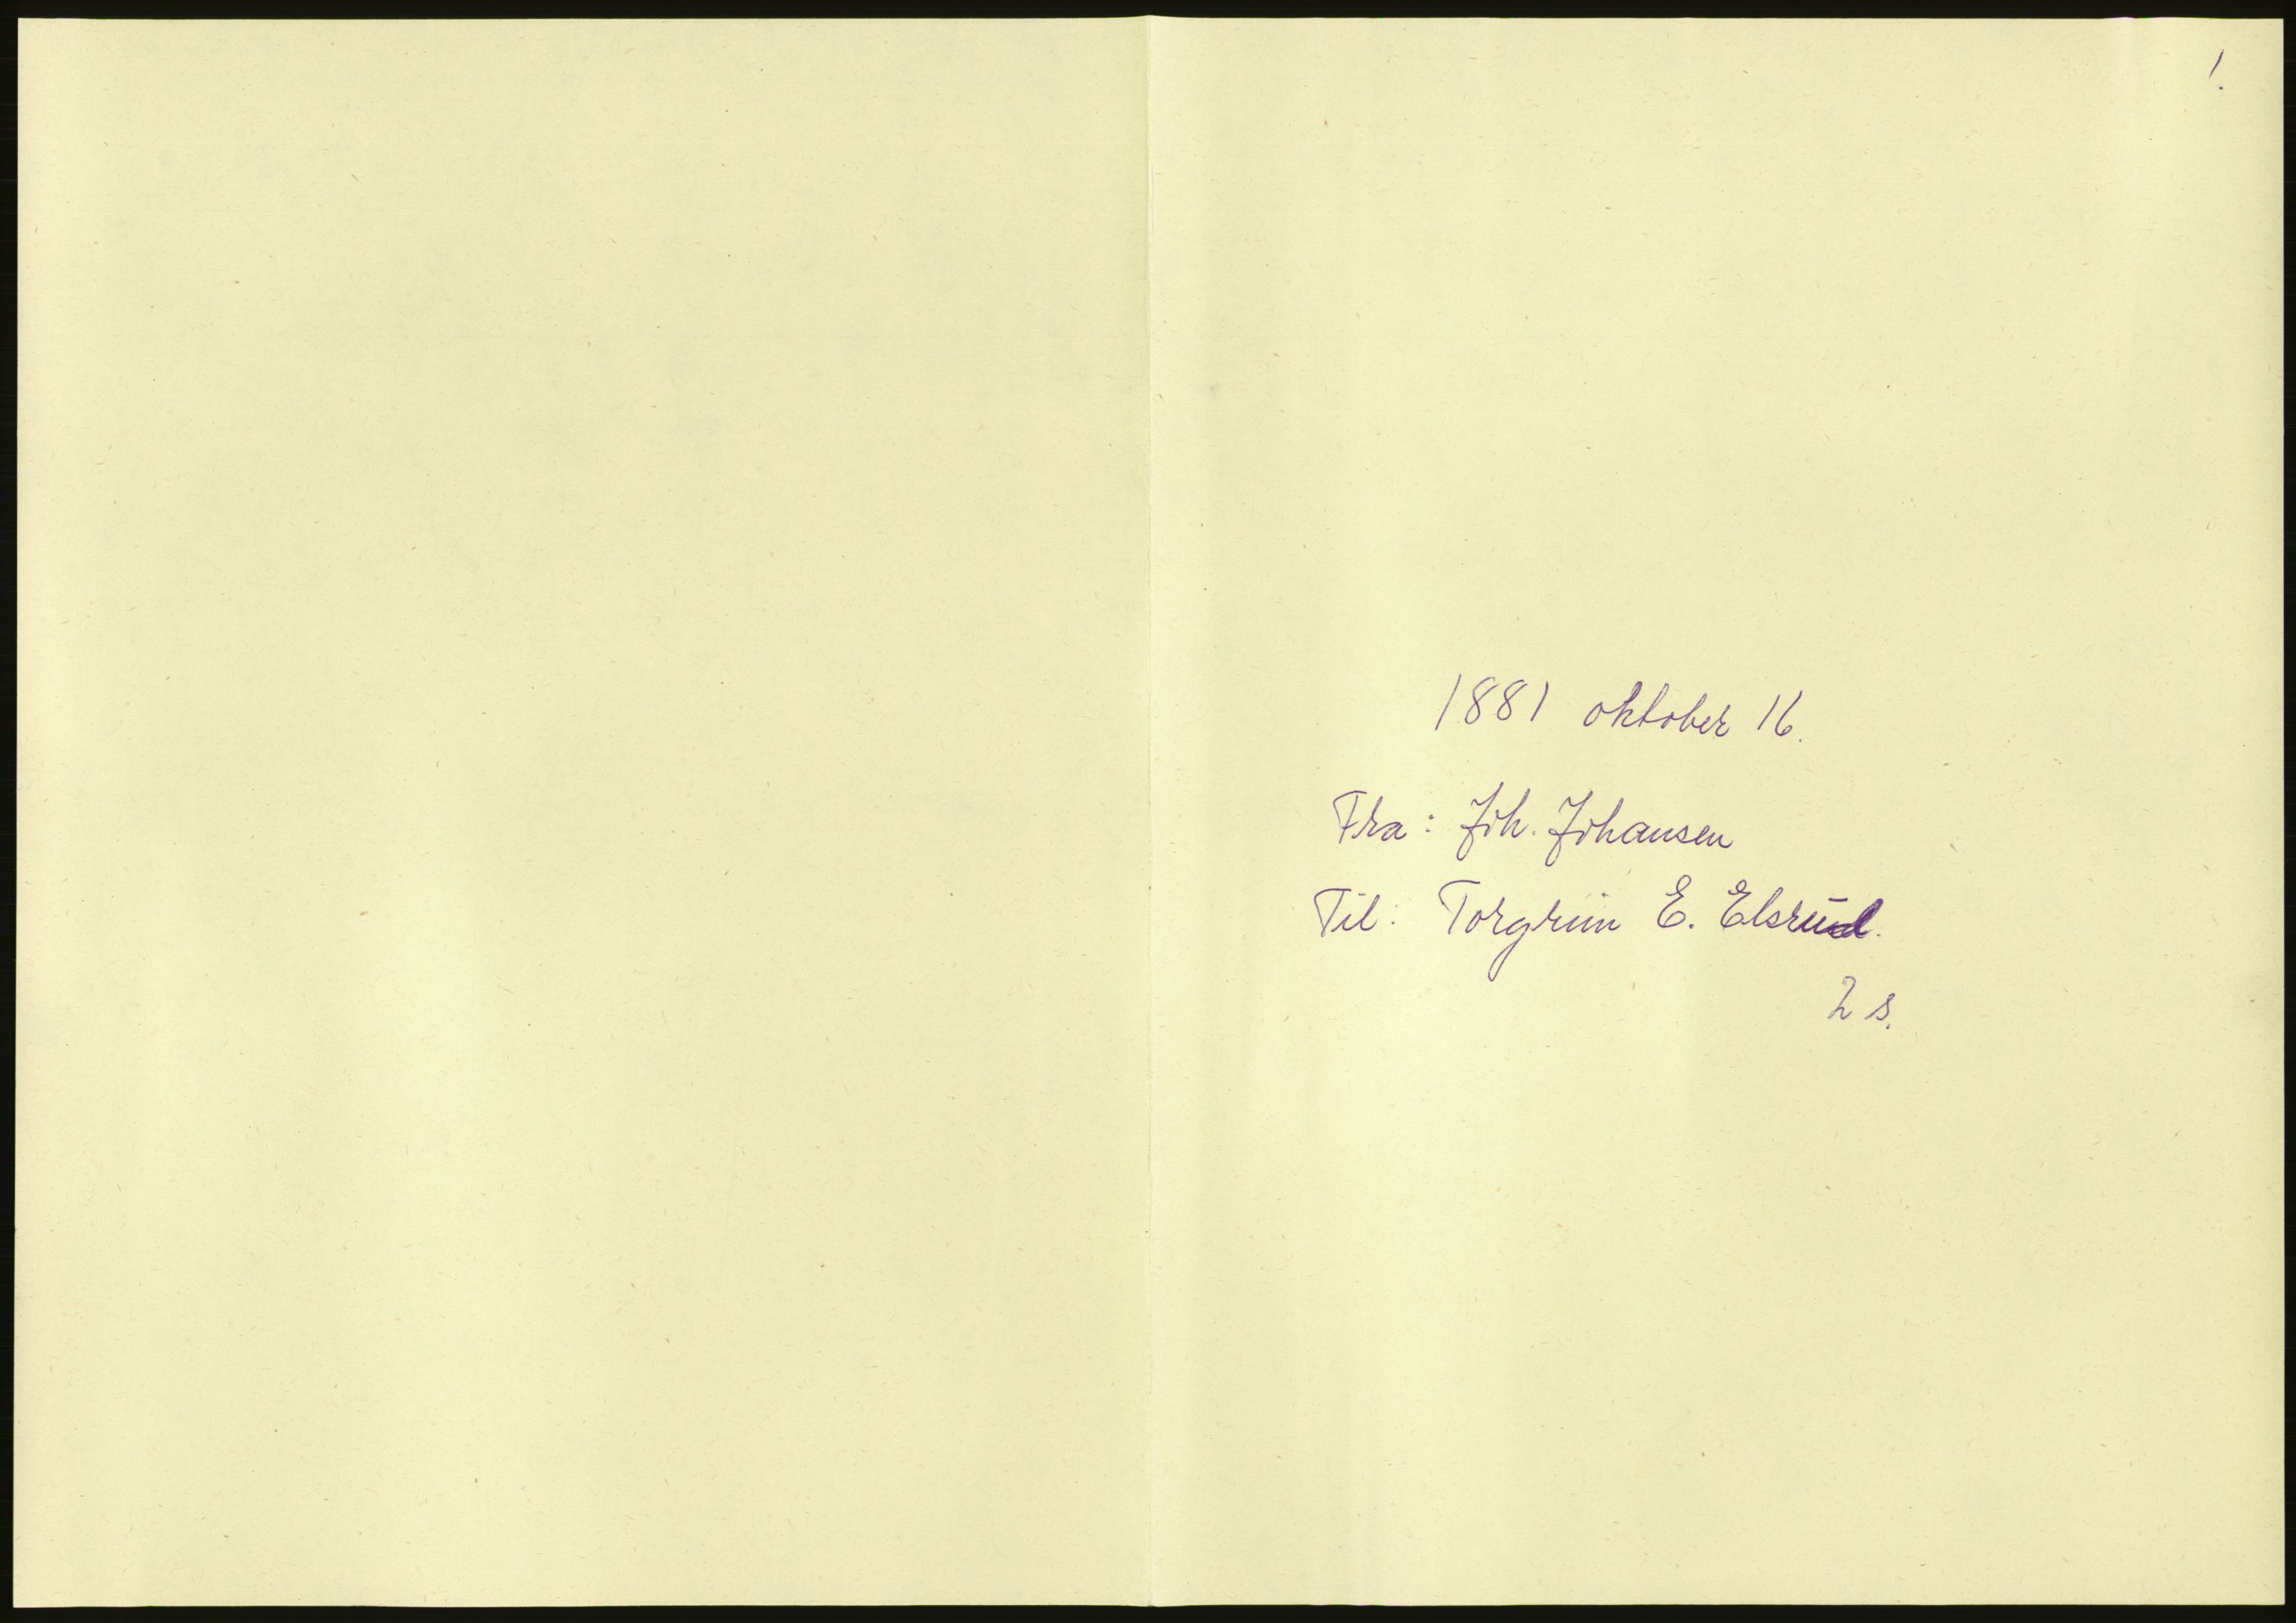 1.
1881 oktober 16.
Fra: Joh. Johansen
Til: Torgrim E. Elsrud.
2 s.